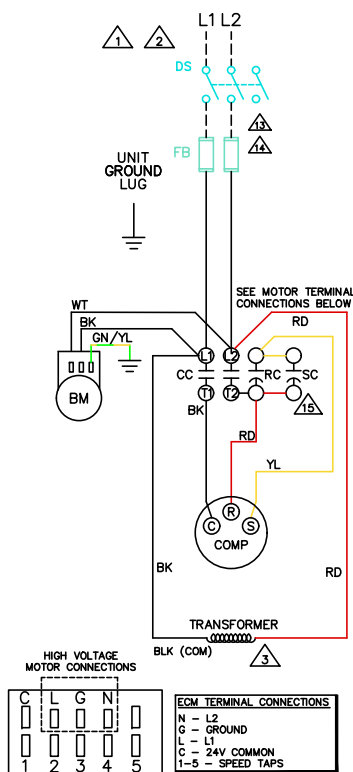 L1 L2
1 2
DS
13
14
FB
UNIT
GROUND
LUG
SEE MOTOR TERMINAL
CONNECTIONS BELOW
WT
RD
BK
GN/YL
L1 L2
CC RC SC
BM
T1 T2
BK
15
RD
YL
R
C S
COMP
BK
RD
TRANSFORMER
BLK (COM)
3
HIGH VOLTAGE
MOTOR CONNECTIONS
C L G N
1 2 3 4 5
ECM TERMINAL CONNECTIONS
N - L2
G - GROUND
L - L1
C - 24V COMMON
1-5 - SPEED TAPS